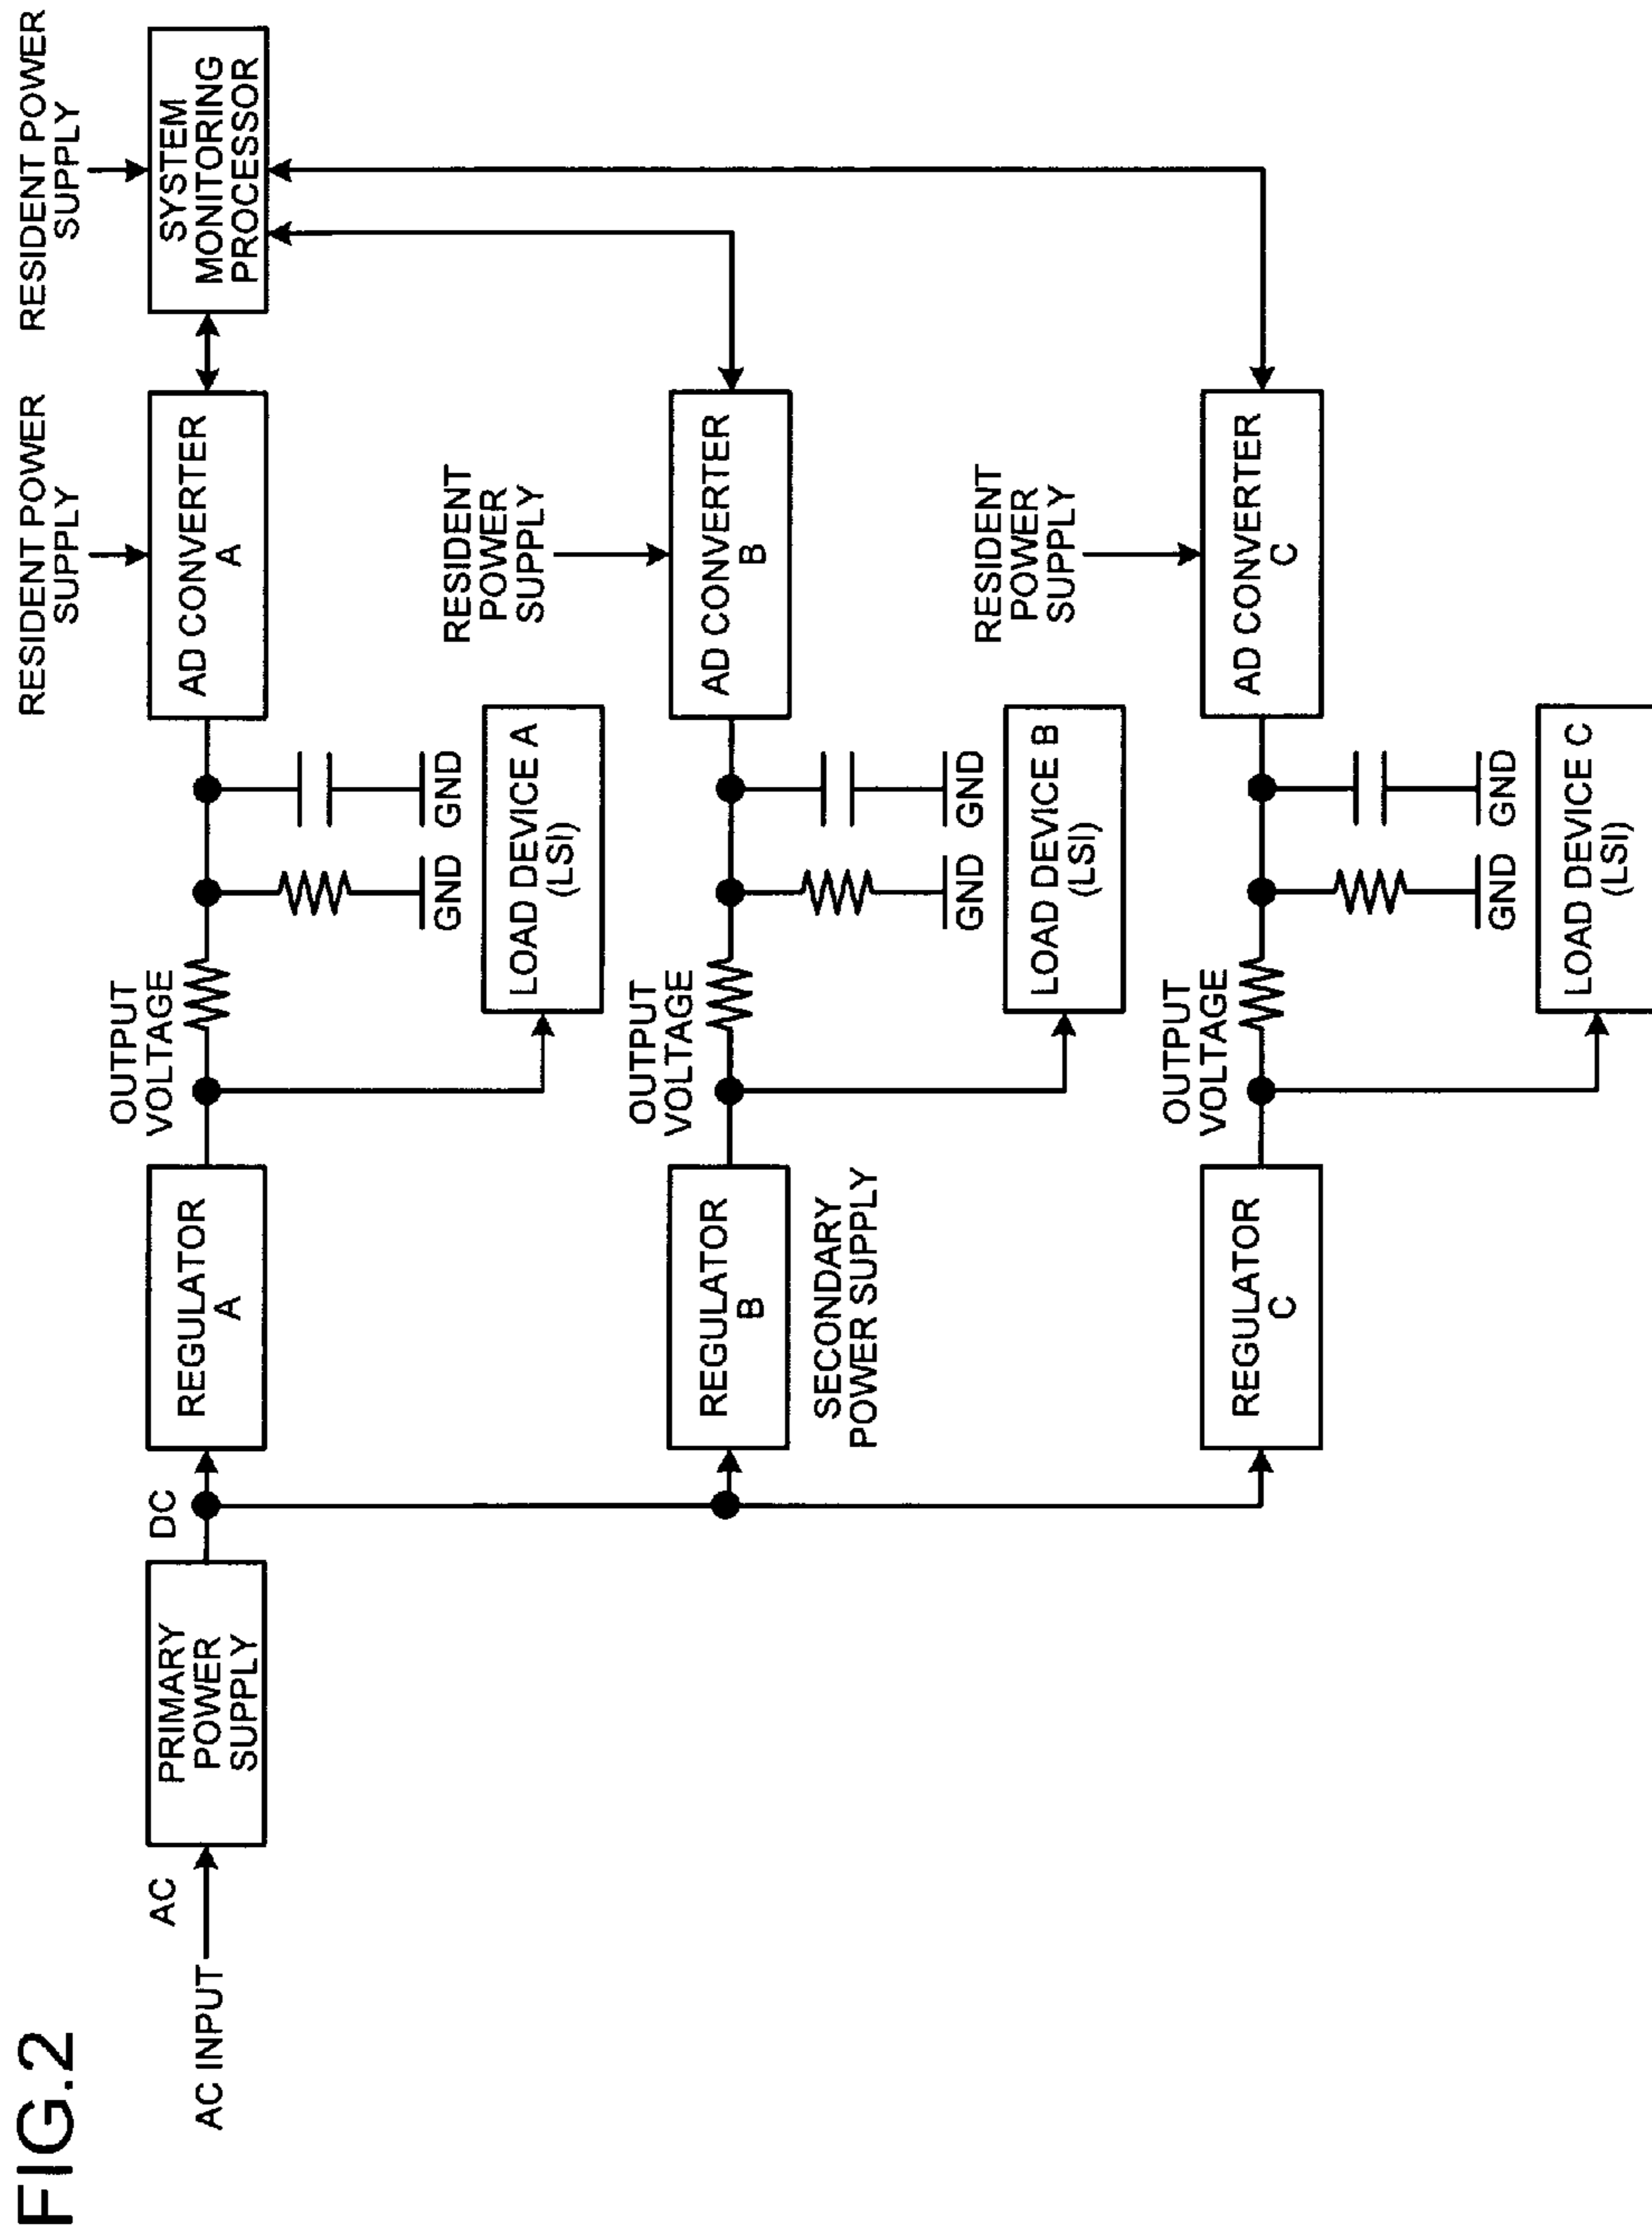 FIG.2
AC INPUT
AC
PRIMARY
POWER
SUPPLY
DC
REGULATOR
A
OUTPUT
VOLTAGE
GND
GND
LOAD DEVICE A
(LSI)
RESIDENT POWER
SUPPLY
AD CONVERTER
A
RESIDENT POWER
SUPPLY
SYSTEM
MONITORING
PROCESSOR
REGULATOR
B
SECONDARY
POWER SUPPLY
OUTPUT
VOLTAGE
GND
GND
LOAD DEVICE B
(LSI)
RESIDENT
POWER
SUPPLY
AD CONVERTER
B
REGULATOR
C
OUTPUT
VOLTAGE
GND
GND
LOAD DEVICE C
(LSI)
RESIDENT
POWER
SUPPLY
AD CONVERTER
C